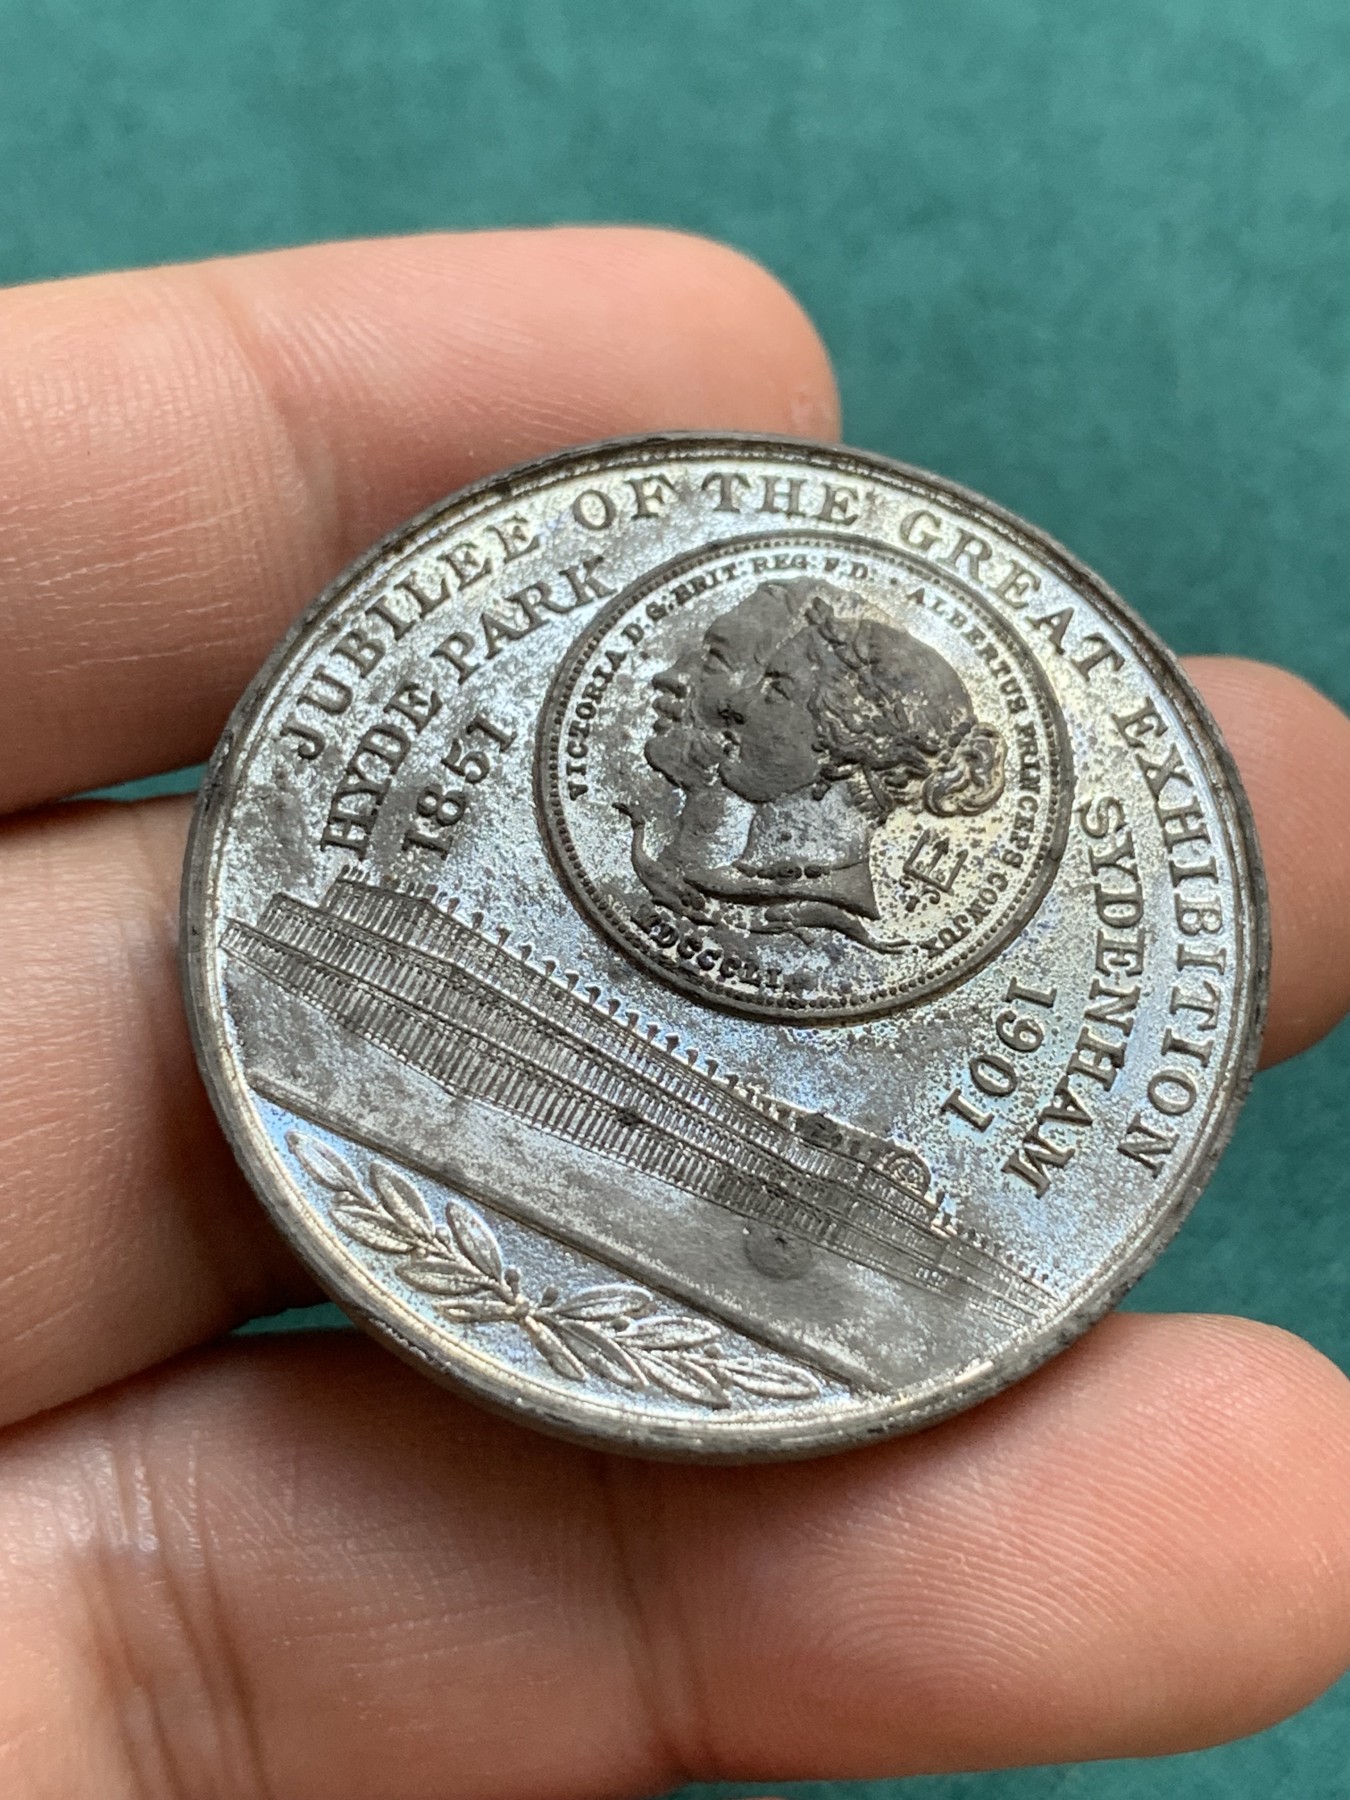 JUBILEE OF THE GREAT EXHIBITION
HYDE PARK
1851
SYDENHAM
1901
VICTORIA D. G. BRIT. REG. F. D. ALBERTUS PRINCEPS CONJUX
MDCCCLI.